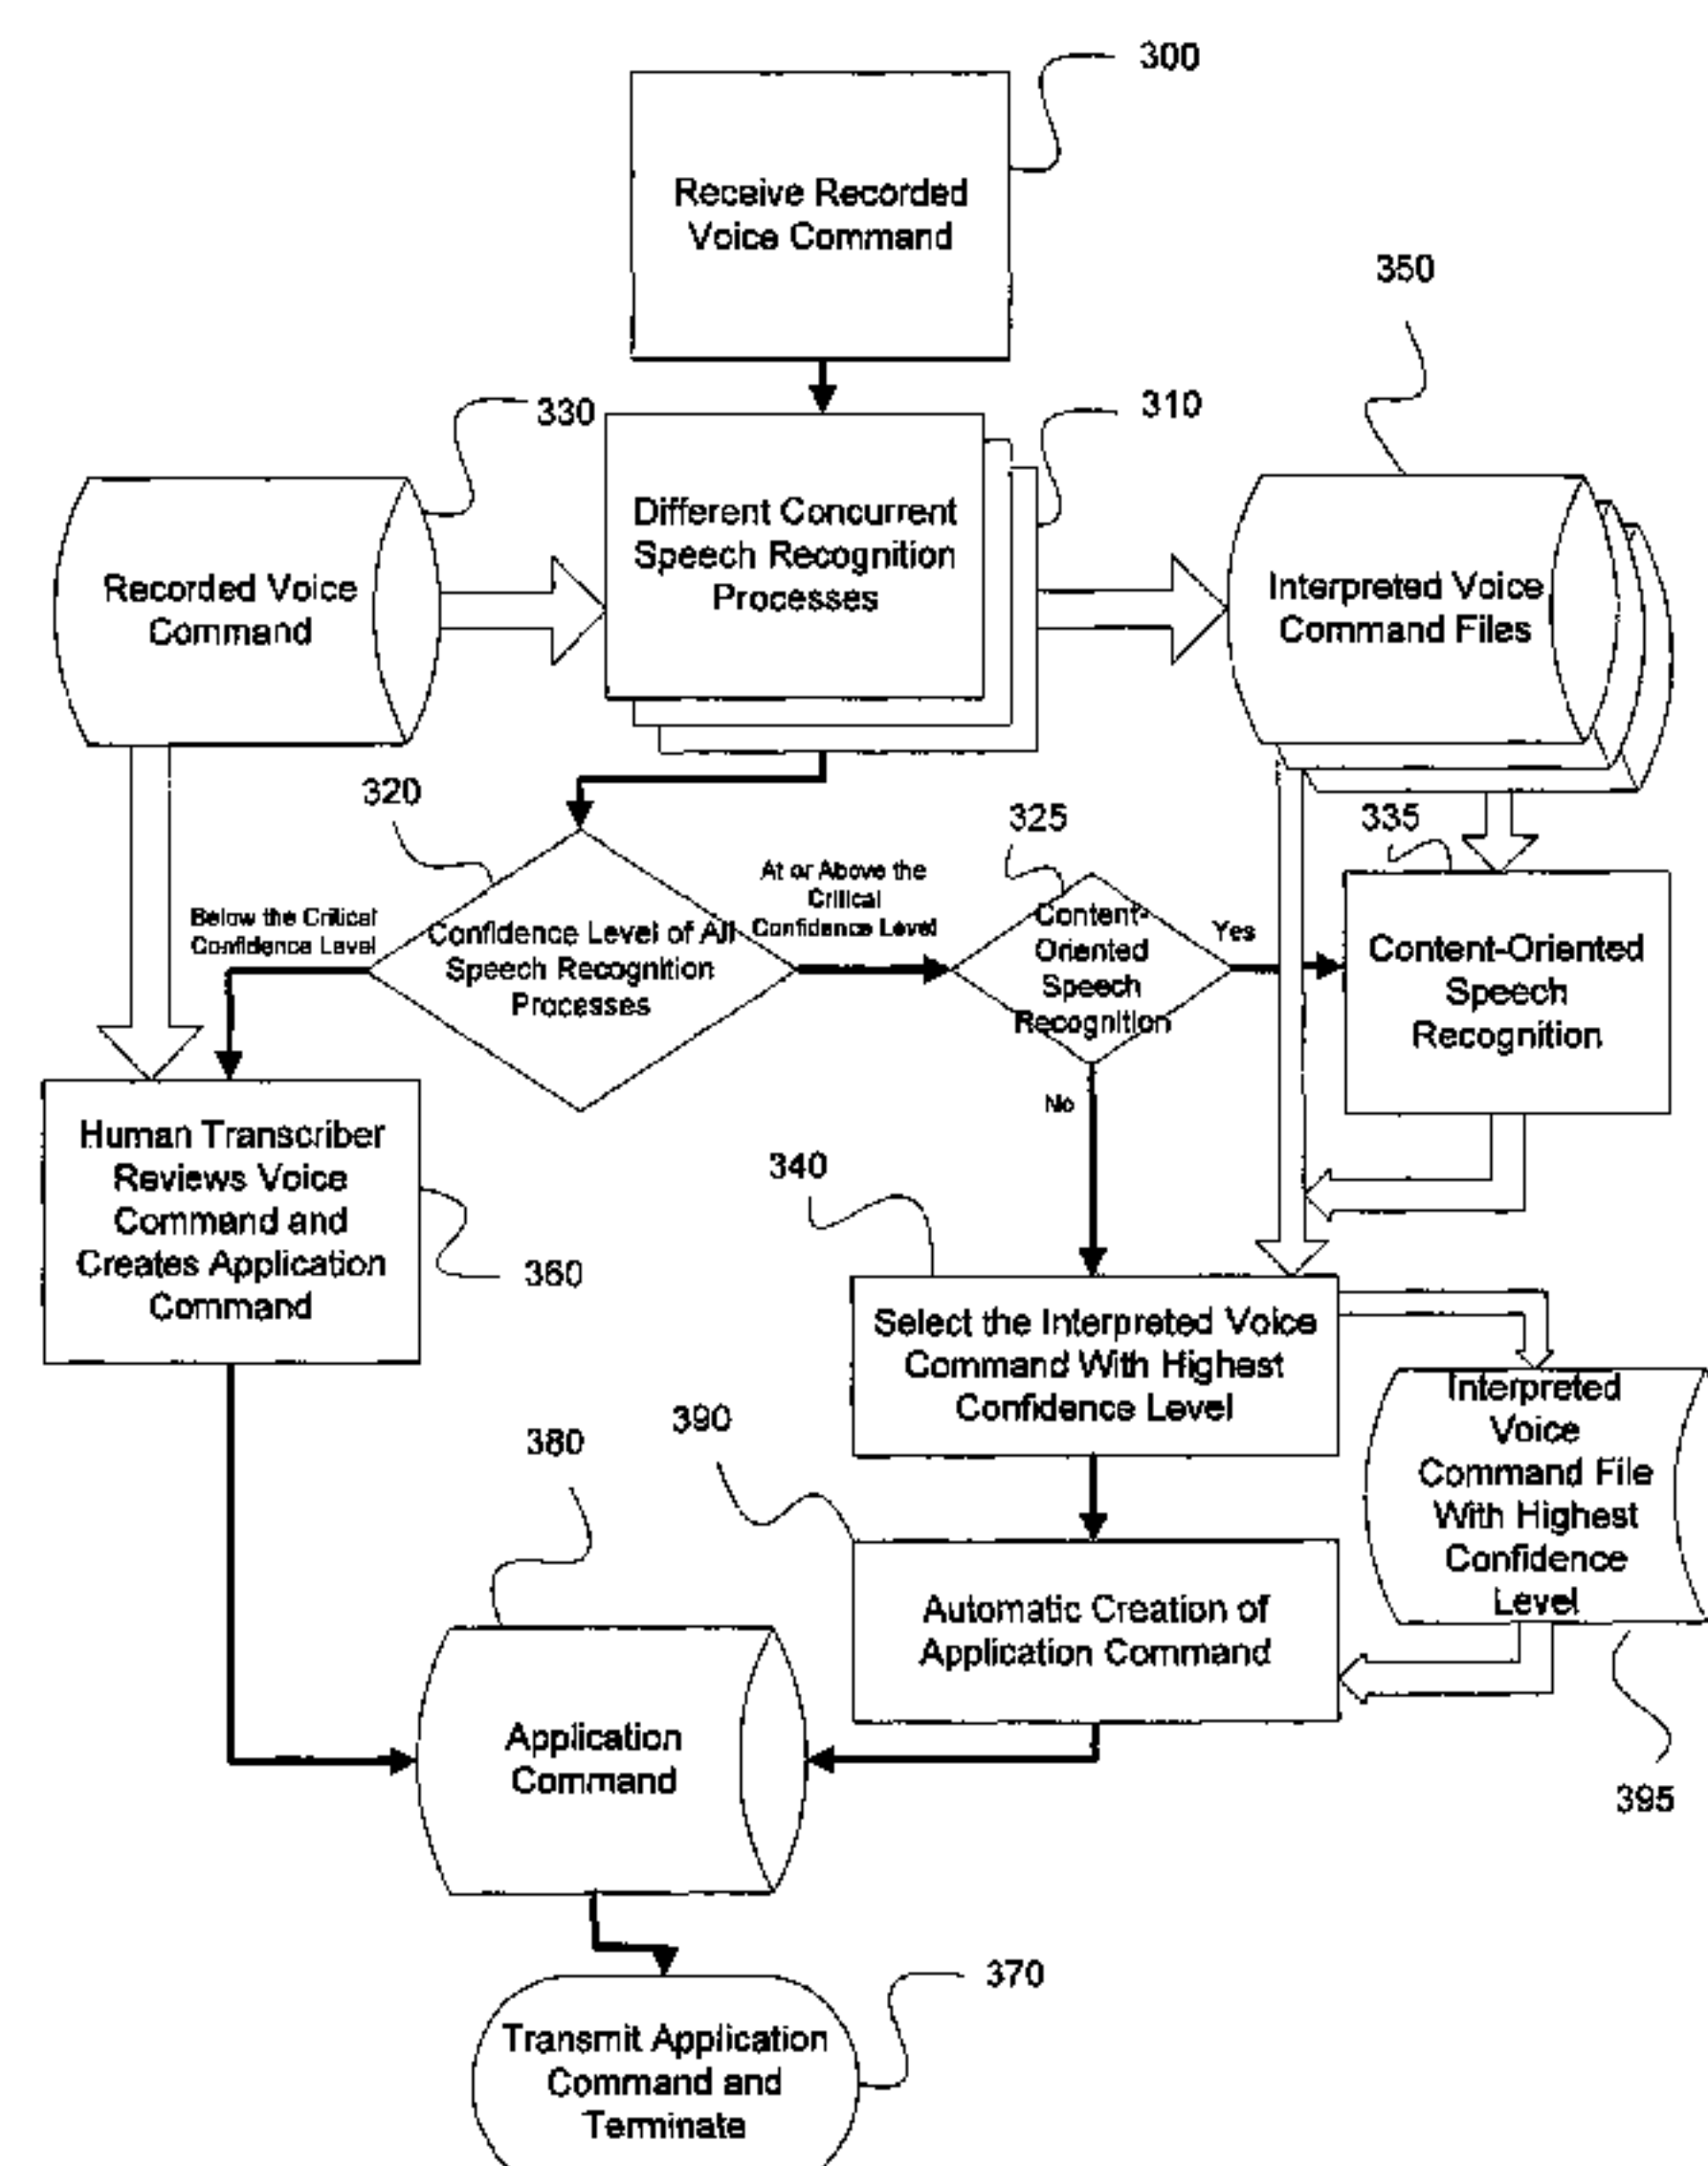 300
Receive Recorded
Voice Command
350
330
310
Different Concurrent
Speech Recognition
Processes
Recorded Voice
Command
Interpreted Voice
Command Files
320
325
335
At or Above the
Critical
Confidence Level
Below the Critical
Confidence Level
Confidence Level of All
Speech Recognition
Processes
Content-
Oriented
Speech
Recognition
Yes
Content-Oriented
Speech
Recognition
No
Human Transcriber
Reviews Voice
Command and
Creates Application
Command
340
360
Select the Interpreted Voice
Command With Highest
Confidence Level
Interpreted
Voice
Command File
With Highest
Confidence
Level
390
380
Automatic Creation of
Application Command
Application
Command
395
370
Transmit Application
Command and
Terminate